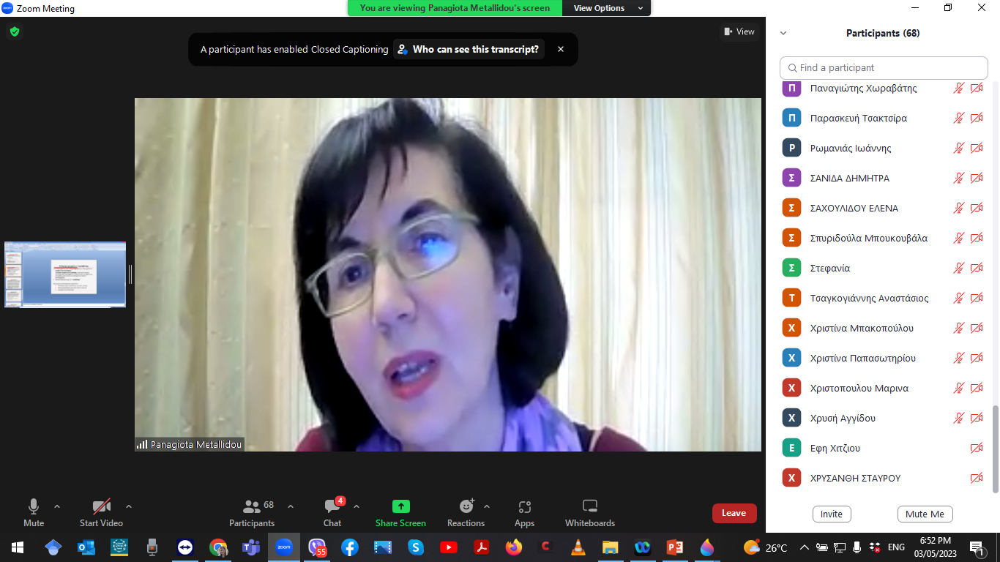 Zoom Meeting
You are viewing Panagiota Metallidou's screen
View Options
View
A participant has enabled Closed Captioning
Who can see this transcript?
Panagiota Metallidou
Participants (68)
Find a participant
Π Παναγιώτης Χωραβάτης
Π Παρασκευή Τσακτσίρα
Ρ Ρωμανιάς Ιωάννης
Σ ΣΑΝΙΔΑ ΔΗΜΗΤΡΑ
Σ ΣΑΧΟΥΛΙΔΟΥ ΕΛΕΝΑ
Σ Σπυριδούλα Μπουκουβάλα
Σ Στεφανία
Τ Τσαγκογιάννης Αναστάσιος
Χ Χριστίνα Μπακοπούλου
Χ Χριστίνα Παπασωτηρίου
Χ Χριστοπουλου Μαρινα
Χ Χρυσή Αγγίδου
Ε Εφη Χιτζιου
Χ ΧΡΥΣΑΝΘΗ ΣΤΑΥΡΟΥ
Invite
Mute Me
68
4
Mute
Start Video
Participants
Chat
Share Screen
Reactions
Apps
Whiteboards
Leave
zoom
55
26°C
ENG
6:52 PM
03/05/2023
1